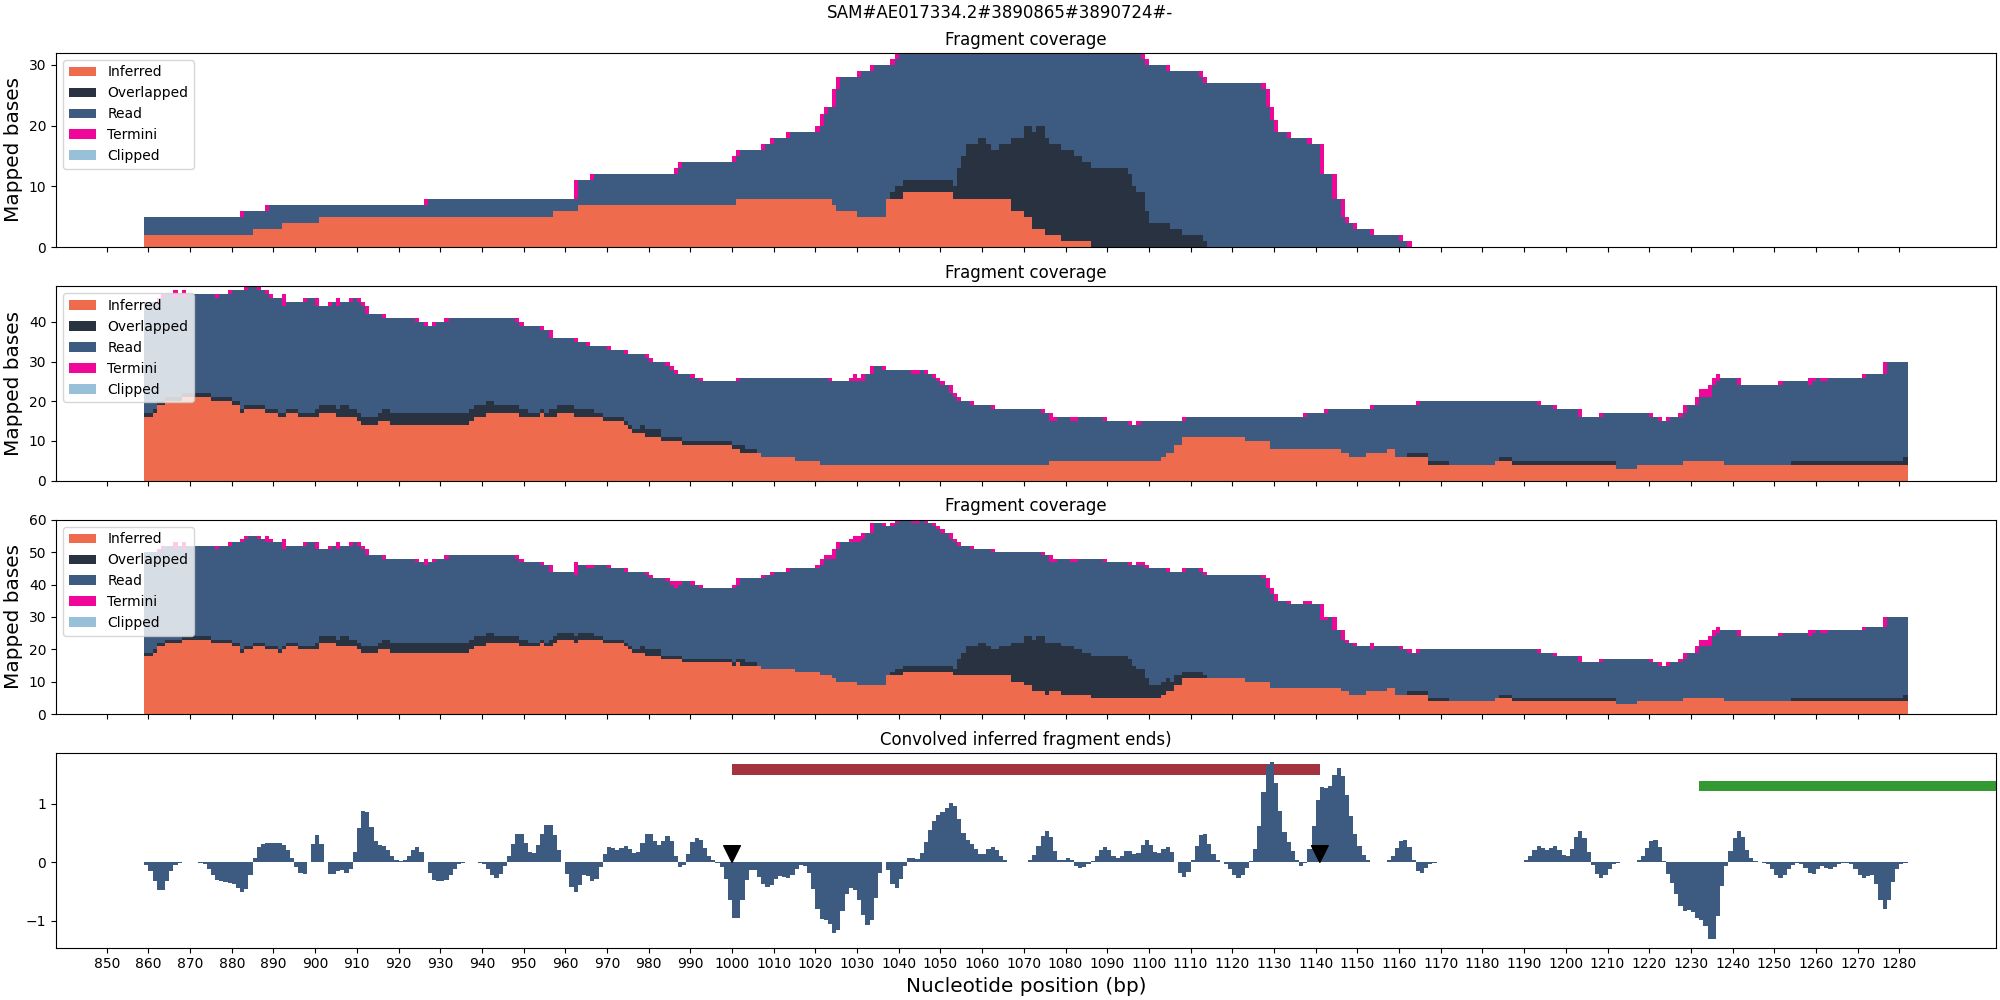 SAM#AE017334.2#3890865#3890724#-
Fragment coverage
Mapped bases
30
20
10
0
Inferred
Overlapped
Read
Termini
Clipped
Fragment coverage
Mapped bases
40
30
20
10
0
Inferred
Overlapped
Read
Termini
Clipped
Fragment coverage
Mapped bases
60
50
40
30
20
10
0
Inferred
Overlapped
Read
Termini
Clipped
Convolved inferred fragment ends)
1
0
−1
850 860 870 880 890 900 910 920 930 940 950 960 970 980 990 1000 1010 1020 1030 1040 1050 1060 1070 1080 1090 1100 1110 1120 1130 1140 1150 1160 1170 1180 1190 1200 1210 1220 1230 1240 1250 1260 1270 1280
Nucleotide position (bp)